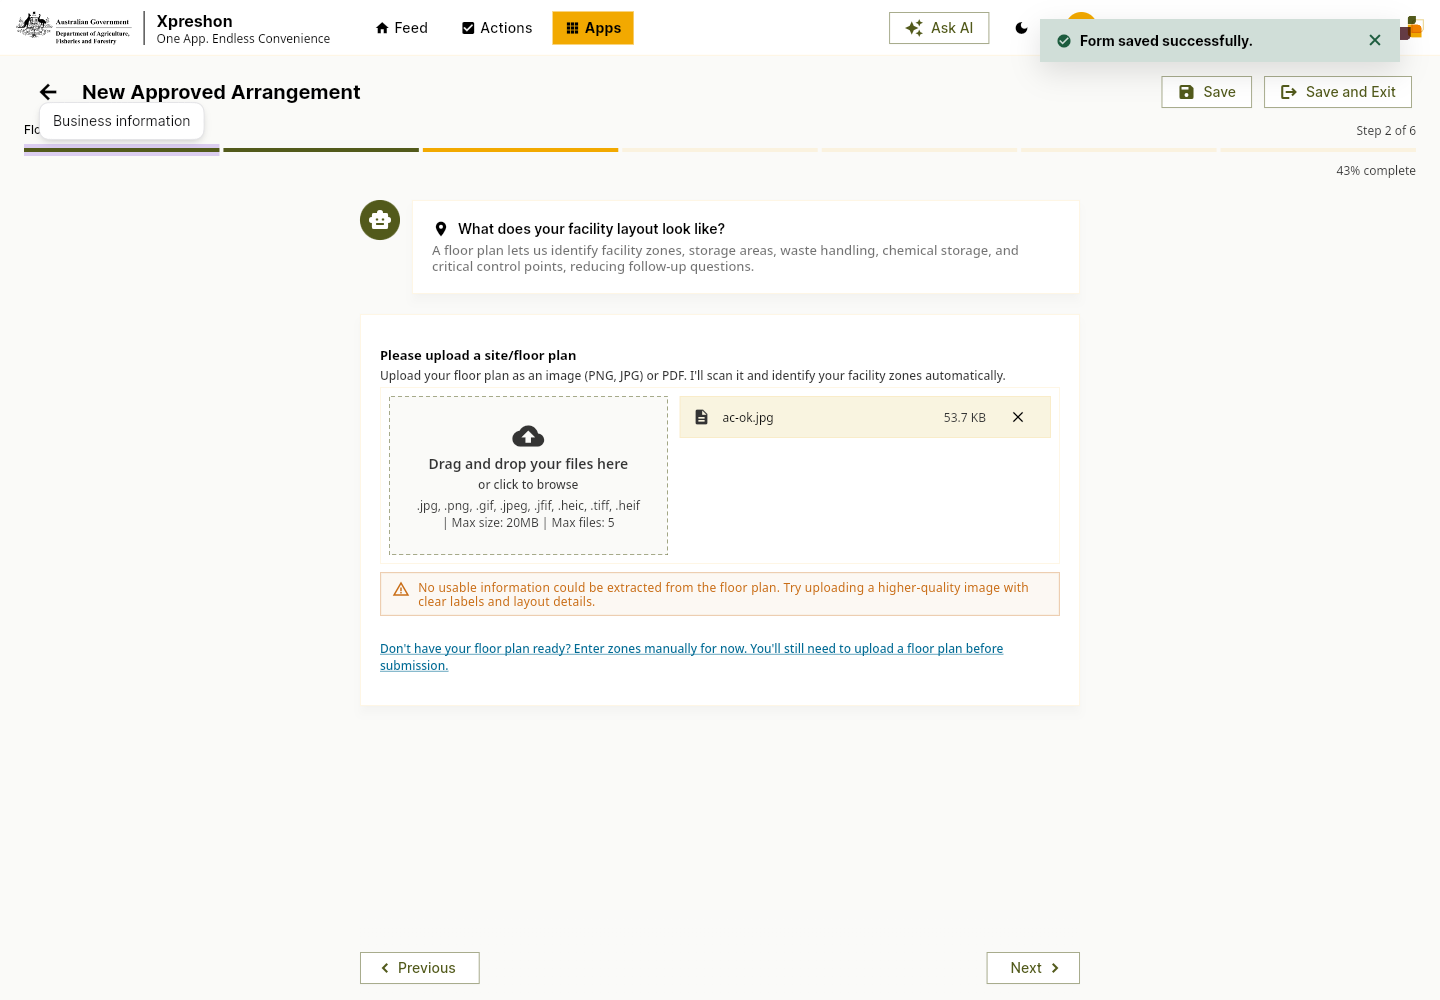 Australian Government
Department of Agriculture,
Fisheries and Forestry
Xpreshon
One App. Endless Convenience
Feed
Actions
Apps
Ask AI
Form saved successfully.
New Approved Arrangement
Save
Save and Exit
Business information
Flo
Step 2 of 6
43% complete
What does your facility layout look like?
A floor plan lets us identify facility zones, storage areas, waste handling, chemical storage, and
critical control points, reducing follow-up questions.
Please upload a site/floor plan
Upload your floor plan as an image (PNG, JPG) or PDF. I'll scan it and identify your facility zones automatically.
Drag and drop your files here
or click to browse
.jpg, .png, .gif, .jpeg, .jfif, .heic, .tiff, .heif
| Max size: 20MB | Max files: 5
ac-ok.jpg
53.7 KB
No usable information could be extracted from the floor plan. Try uploading a higher-quality image with
clear labels and layout details.
Don't have your floor plan ready? Enter zones manually for now. You'll still need to upload a floor plan before
submission.
Previous
Next